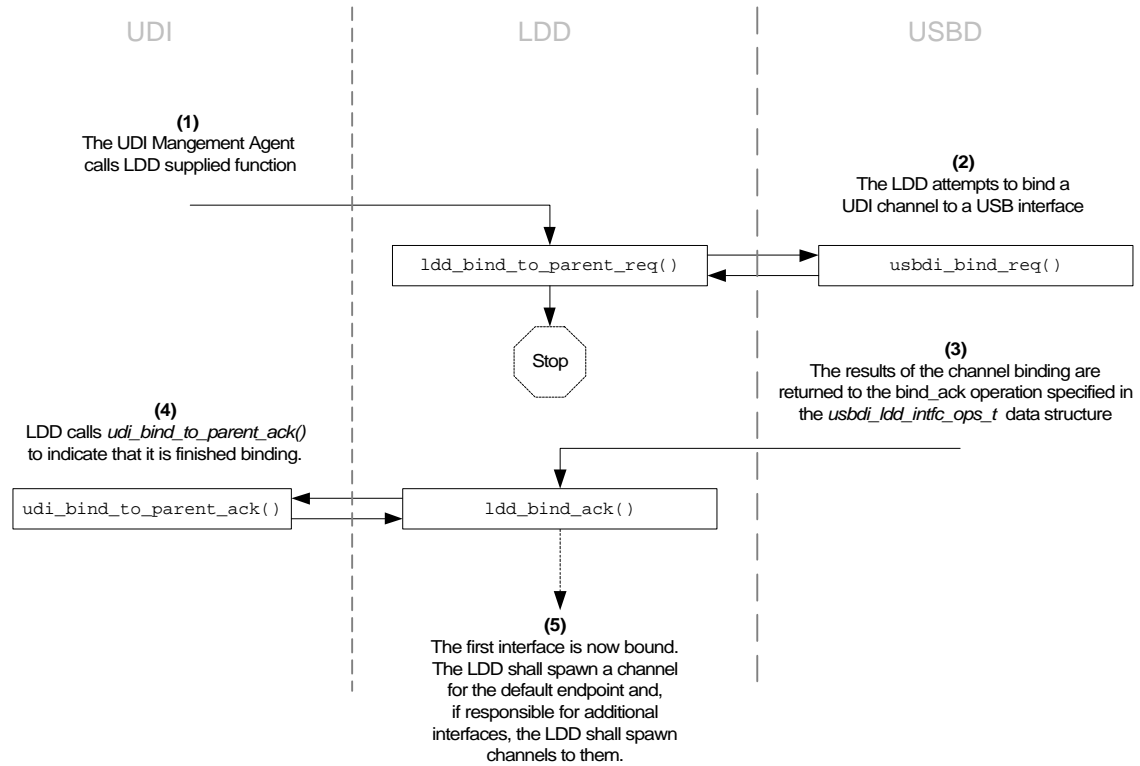 UDI
LDD
USBD
(1)
The UDI Mangement Agent
calls LDD supplied function
(2)
The LDD attempts to bind a
UDI channel to a USB interface
ldd_bind_to_parent_req()
usbdi_bind_req()
Stop
(3)
The results of the channel binding are
returned to the bind_ack operation specified in
the usbdi_ldd_intfc_ops_t data structure
(4)
LDD calls udi_bind_to_parent_ack()
to indicate that it is finished binding.
udi_bind_to_parent_ack()
ldd_bind_ack()
(5)
The first interface is now bound.
The LDD shall spawn a channel
for the default endpoint and,
if responsible for additional
interfaces, the LDD shall spawn
channels to them.